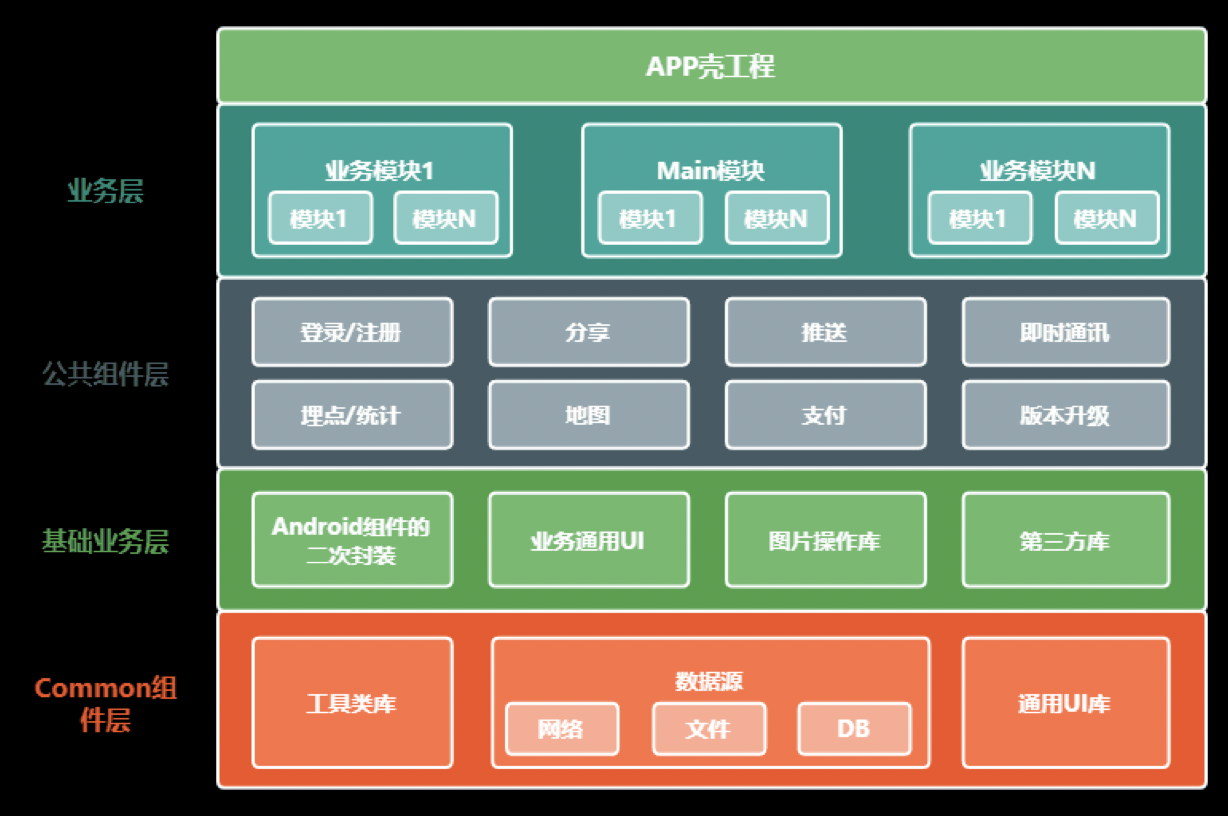 APP壳工程
业务层
业务模块1
模块1
模块N
Main模块
模块1
模块N
业务模块N
模块1
模块N
公共组件层
登录/注册
分享
推送
即时通讯
埋点/统计
地图
支付
版本升级
基础业务层
Android组件的
二次封装
业务通用UI
图片操作库
第三方库
Common组
件层
工具类库
数据源
网络
文件
DB
通用UI库